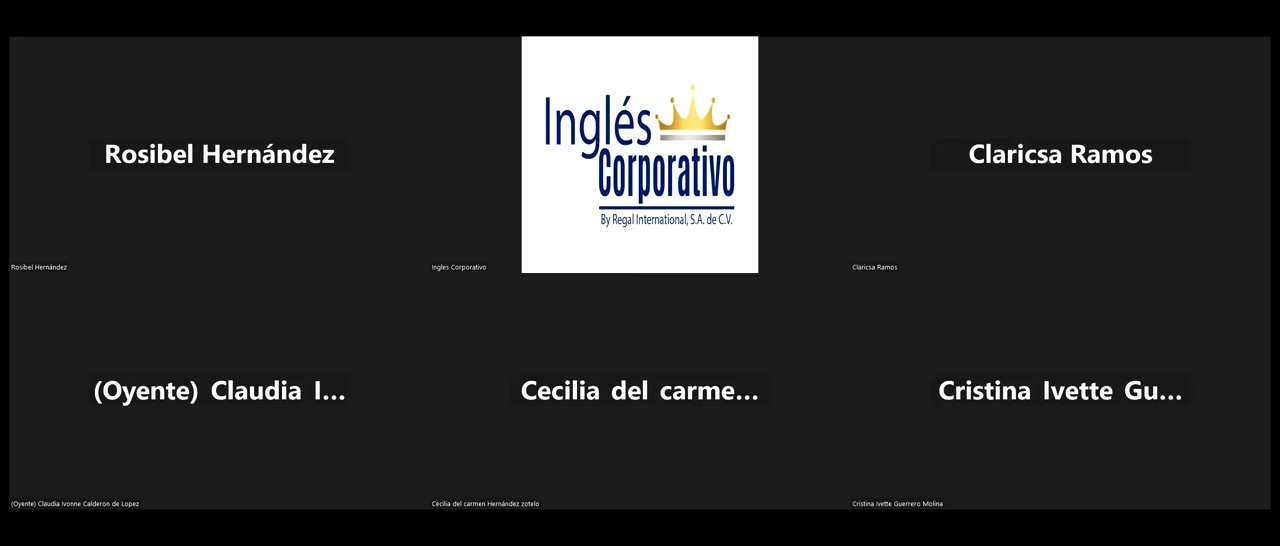 Rosibel Hernández
Rosibel Hernández
Inglés
Corporativo
By Regal International, S.A. de C.V.
Ingles Corporativo
Claricsa Ramos
Claricsa Ramos
(Oyente) Claudia I...
(Oyente) Claudia Ivonne Calderon de Lopez
Cecilia del carme...
Cecilia del carmen Hernández zotelo
Cristina Ivette Gu...
Cristina Ivette Guerrero Molina